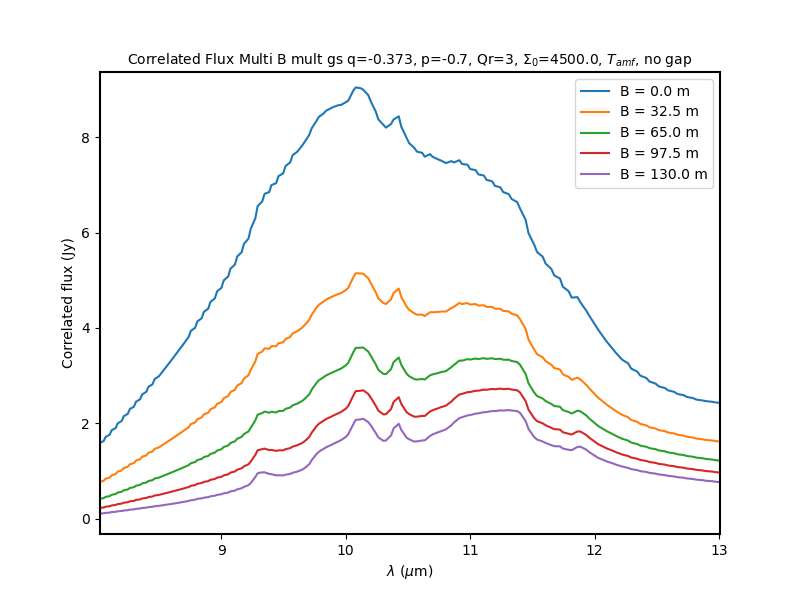 Correlated Flux Multi B mult gs q=-0.373, p=-0.7, Qr=3, Σ₀=4500.0, T_{amf}, no gap
B = 0.0 m
B = 32.5 m
B = 65.0 m
B = 97.5 m
B = 130.0 m
Correlated flux (Jy)
8
6
4
2
0
9 10 11 12 13
λ (μm)